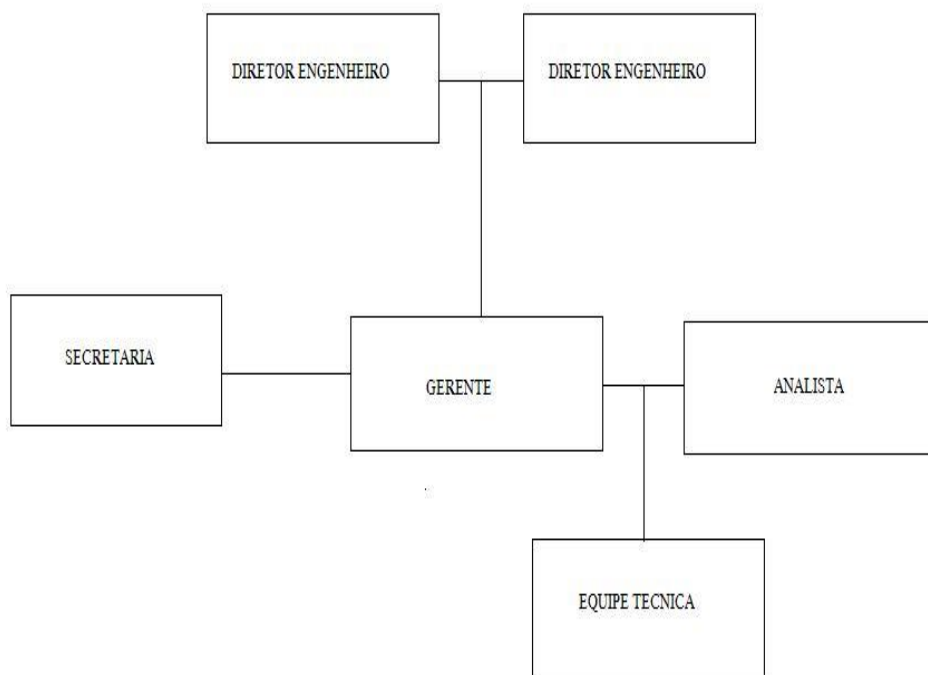 DIRETOR ENGENHEIRO
DIRETOR ENGENHEIRO
SECRETARIA
GERENTE
ANALISTA
EQUIPE TECNICA